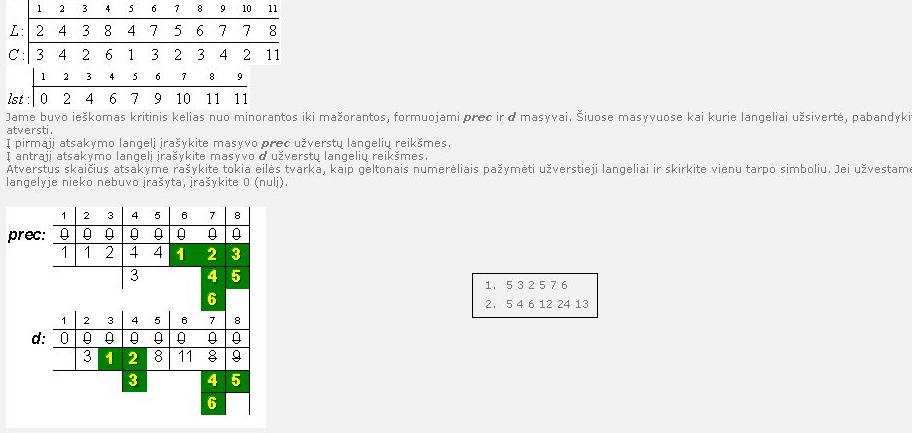 1 2 3 4 5 6 7 8 9 10 11
L: 2 4 3 8 4 7 5 6 7 7 8
C: 3 4 2 6 1 3 2 3 4 2 11
1 2 3 4 5 6 7 8 9
lst: 0 2 4 6 7 9 10 11 11
Jame buvo ieškomas kritinis kelias nuo minorantos iki mažorantos, formuojami prec ir d masyvai. Šiuose masyvuose kai kurie langeliai užsivertė,
atversti.
Į pirmąjį atsakymo langelį įrašykite masyvo prec užverstų langelių reikšmes.
Į antrąjį atsakymo langelį įrašykite masyvo d užverstų langelių reikšmes.
Atverstus skaičius atsakyme rašykite tokia eilės tvarka, kaip geltonais numerėliais pažymėti užverstieji langeliai ir skirkite vienu tarpo simboliu. Jei
langelyje nieko nebuvo įrašyta, įrašykite 0 (nulį).
1 2 3 4 5 6 7 8
prec: 0 0 0 0 0 0 0 0
1 1 2 4 4 1 2 3
3 4 5
6
1 2 3 4 5 6 7 8
d: 0 0 0 0 0 0 0 0
3 1 2 8 11 8 9
3 4 5
6
1. 5 3 2 5 7 6
2. 5 4 6 12 24 13